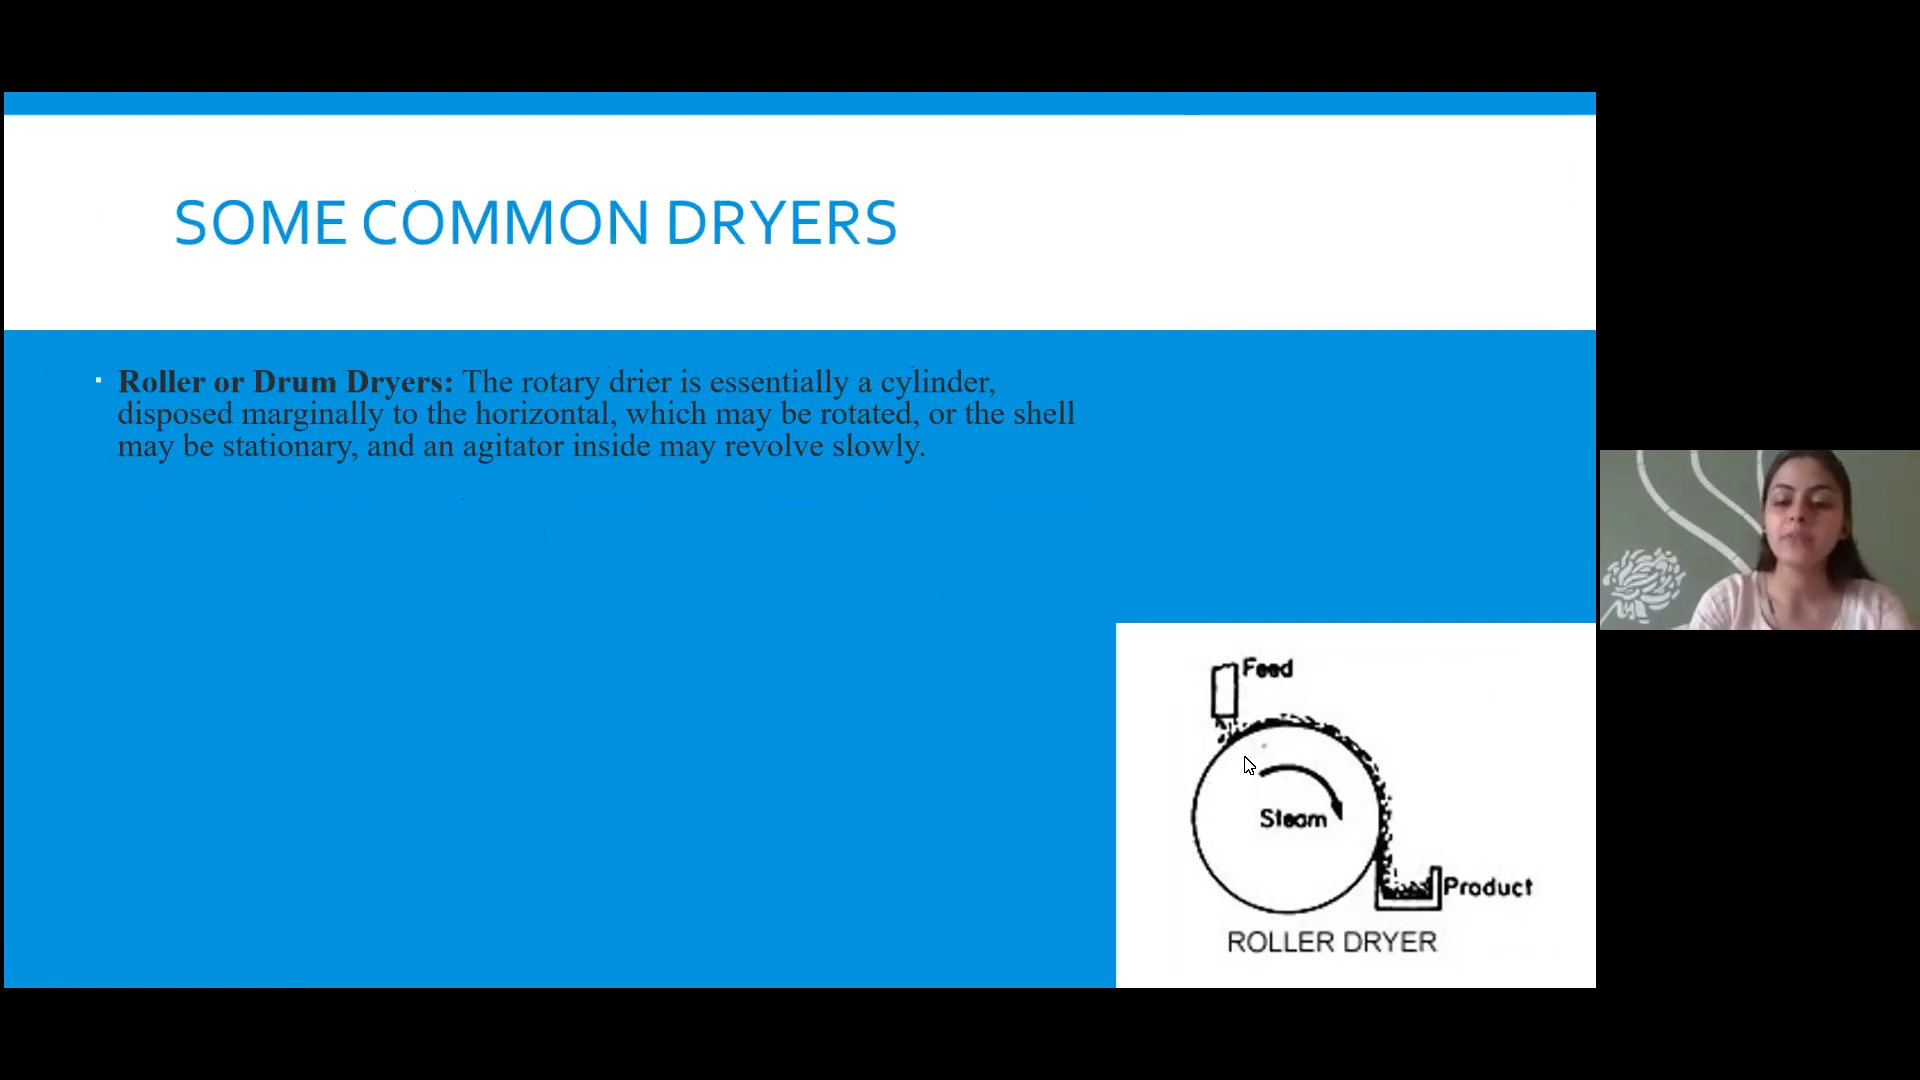 SOME COMMON DRYERS
Roller or Drum Dryers: The rotary drier is essentially a cylinder,
disposed marginally to the horizontal, which may be rotated, or the shell
may be stationary, and an agitator inside may revolve slowly.
Feed
Steam
Product
ROLLER DRYER